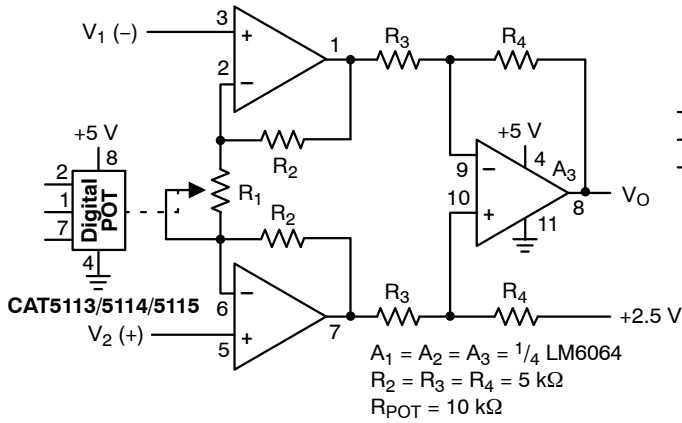 V1 (–)
3
+
1
R3
R4
2
–
+5 V
8
R2
+5 V
4
A3
9
–
2
1
7
Digital
POT
R1
10
+
8
VO
R2
11
4
CAT5113/5114/5115
6
–
7
R3
R4
+2.5 V
V2 (+)
5
+
A1 = A2 = A3 = 1/4 LM6064
R2 = R3 = R4 = 5 kΩ
RPOT = 10 kΩ